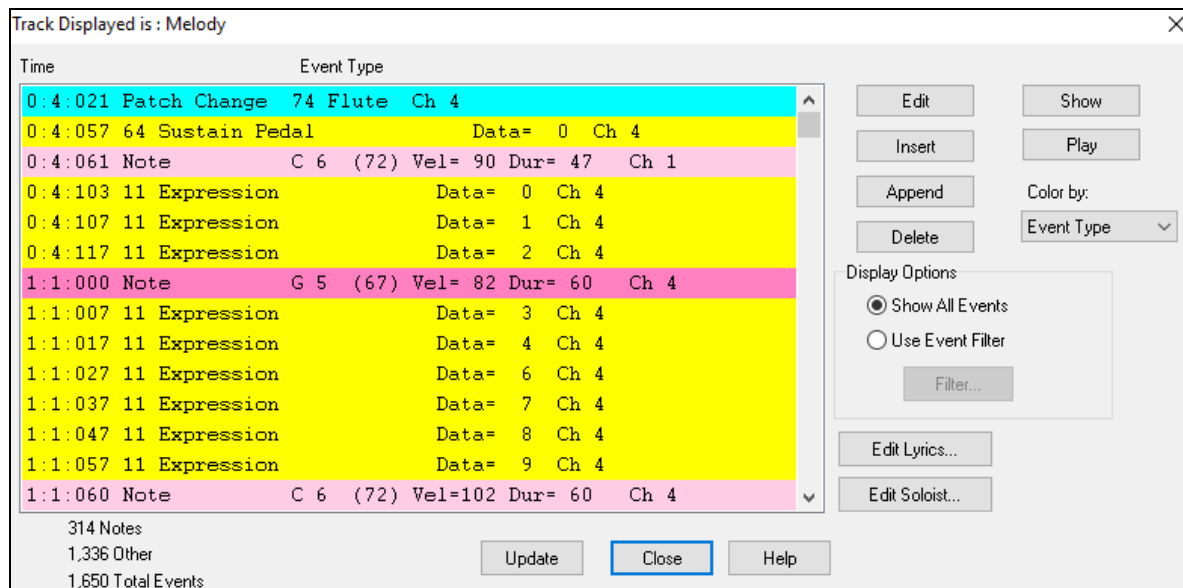 Track Displayed is : Melody
Time Event Type
0:4:021 Patch Change 74 Flute Ch 4
0:4:057 64 Sustain Pedal Data= 0 Ch 4
0:4:061 Note C 6 (72) Vel= 90 Dur= 47 Ch 1
0:4:103 11 Expression Data= 0 Ch 4
0:4:107 11 Expression Data= 1 Ch 4
0:4:117 11 Expression Data= 2 Ch 4
1:1:000 Note G 5 (67) Vel= 82 Dur= 60 Ch 4
1:1:007 11 Expression Data= 3 Ch 4
1:1:017 11 Expression Data= 4 Ch 4
1:1:027 11 Expression Data= 6 Ch 4
1:1:037 11 Expression Data= 7 Ch 4
1:1:047 11 Expression Data= 8 Ch 4
1:1:057 11 Expression Data= 9 Ch 4
1:1:060 Note C 6 (72) Vel=102 Dur= 60 Ch 4
314 Notes
1,336 Other
1,650 Total Events
Update Close Help
Edit Show
Insert Play
Append Color by:
Delete Event Type
Display Options
Show All Events
Use Event Filter
Filter...
Edit Lyrics...
Edit Soloist...